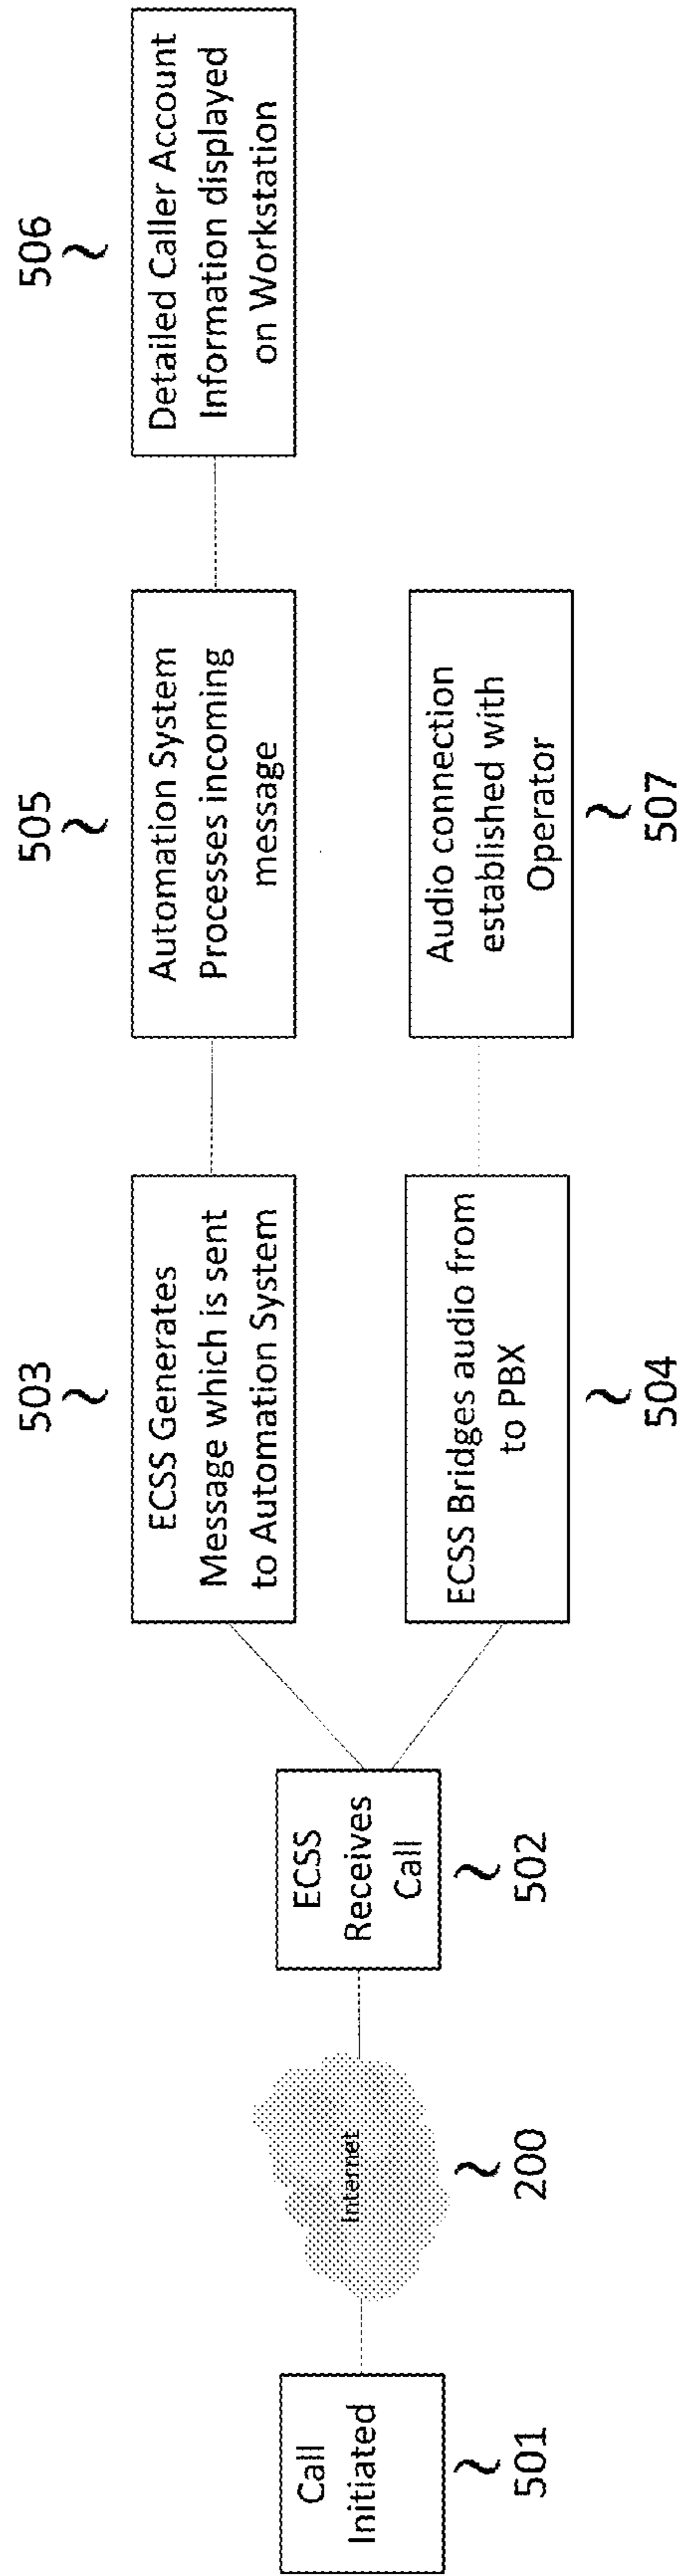 501
Call
Initiated
Internet
200
ECSS
Receives
Call
502
503
ECSS Generates
Message which is sent
to Automation System
ECSS Bridges audio from
to PBX
504
505
Automation System
Processes incoming
message
Audio connection
established with
Operator
507
506
Detailed Caller Account
Information displayed
on Workstation